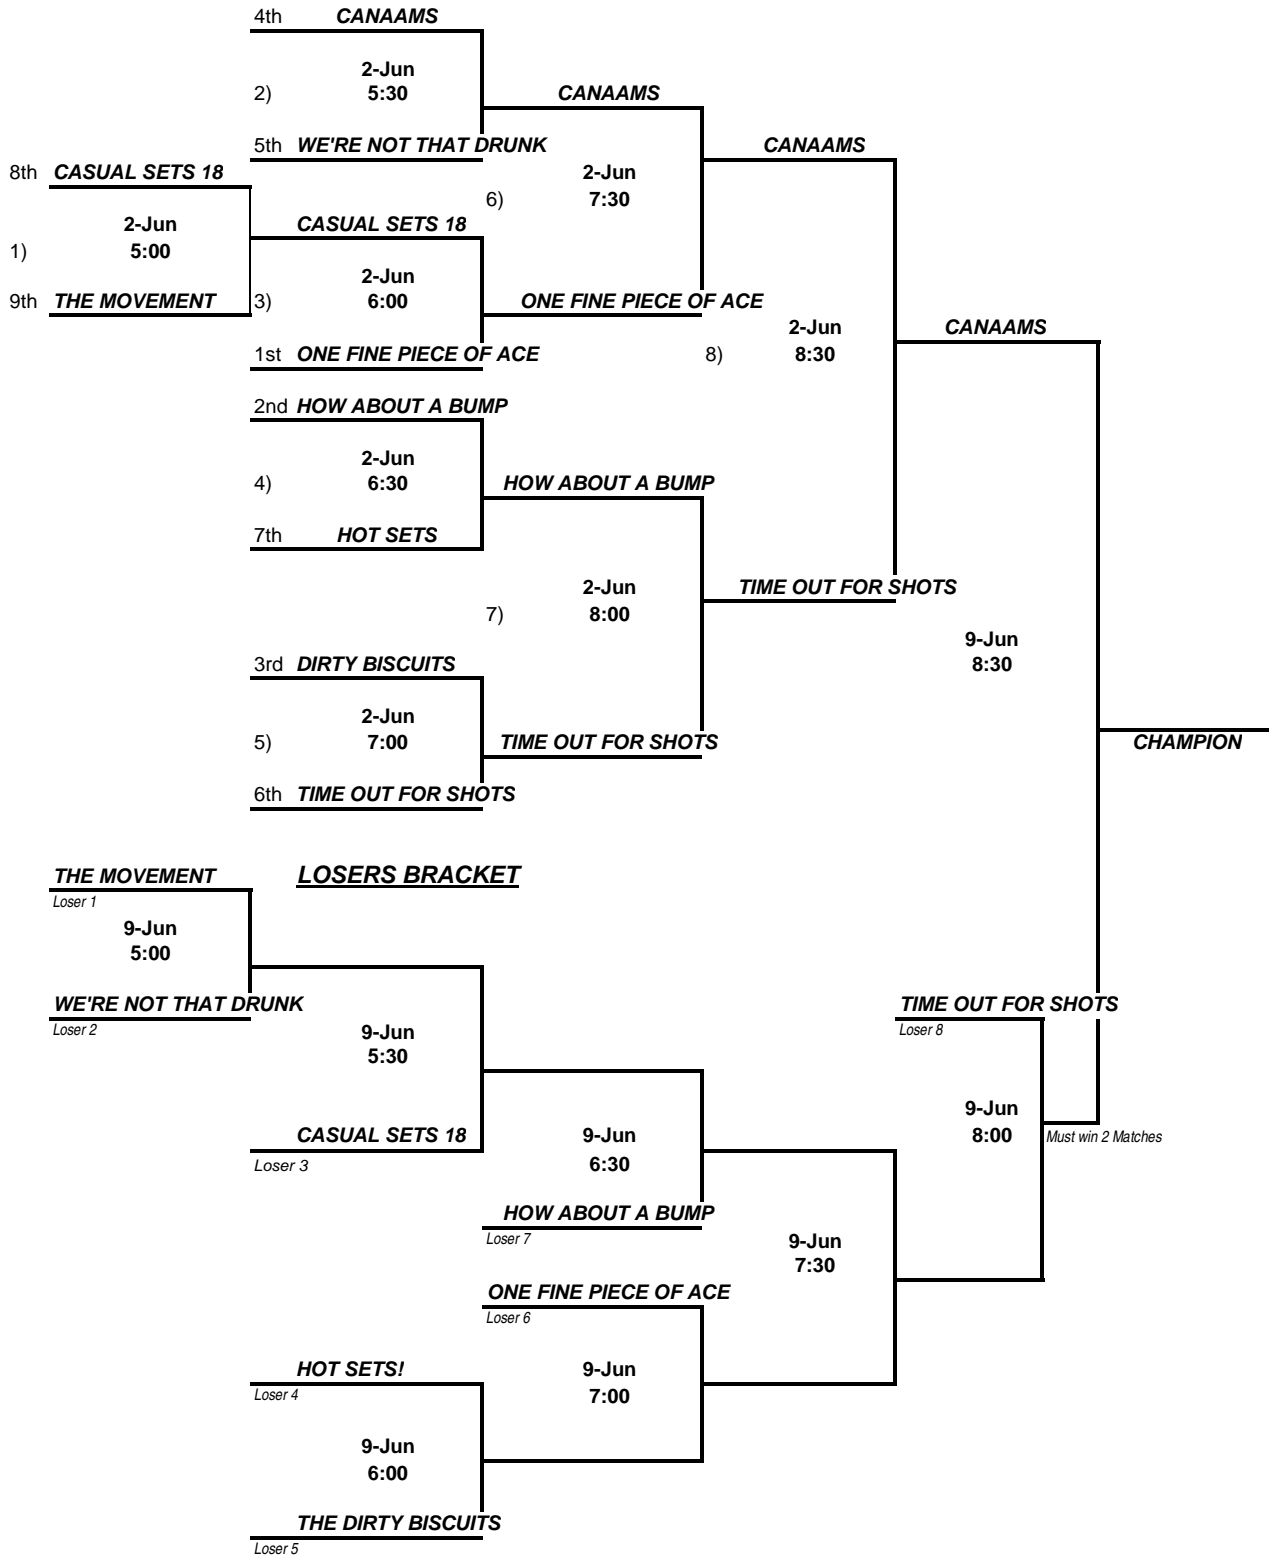 4th CANAAMS
2-Jun
2) 5:30 CANAAMS
5th WE'RE NOT THAT DRUNK CANAAMS
8th CASUAL SETS 18 2-Jun
6) 7:30
2-Jun CASUAL SETS 18
1) 5:00
2-Jun
9th THE MOVEMENT 3) 6:00 ONE FINE PIECE OF ACE
2-Jun CANAAMS
1st ONE FINE PIECE OF ACE 8) 8:30
2nd HOW ABOUT A BUMP
2-Jun
4) 6:30 HOW ABOUT A BUMP
7th HOT SETS
2-Jun TIME OUT FOR SHOTS
7) 8:00
9-Jun
3rd DIRTY BISCUITS 8:30
2-Jun
5) 7:00 TIME OUT FOR SHOTS CHAMPION
6th TIME OUT FOR SHOTS
THE MOVEMENT LOSERS BRACKET
Loser 1
9-Jun
5:00
WE'RE NOT THAT DRUNK TIME OUT FOR SHOTS
Loser 2 Loser 8
9-Jun
5:30
9-Jun
CASUAL SETS 18 9-Jun 8:00 Must win 2 Matches
Loser 3 6:30
HOW ABOUT A BUMP
Loser 7 9-Jun
7:30
ONE FINE PIECE OF ACE
Loser 6
HOT SETS! 9-Jun
Loser 4 7:00
9-Jun
6:00
THE DIRTY BISCUITS
Loser 5